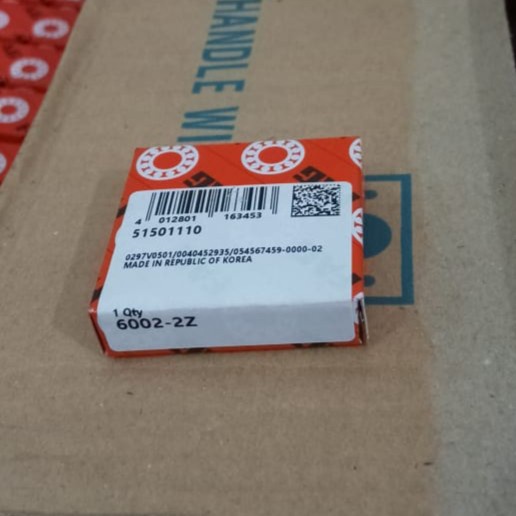 HANDLE WI
4 012801 163453
51501110
0297V0501/0040452935/054567459-0000-02
MADE IN REPUBLIC OF KOREA
1 Qty
6002-2Z